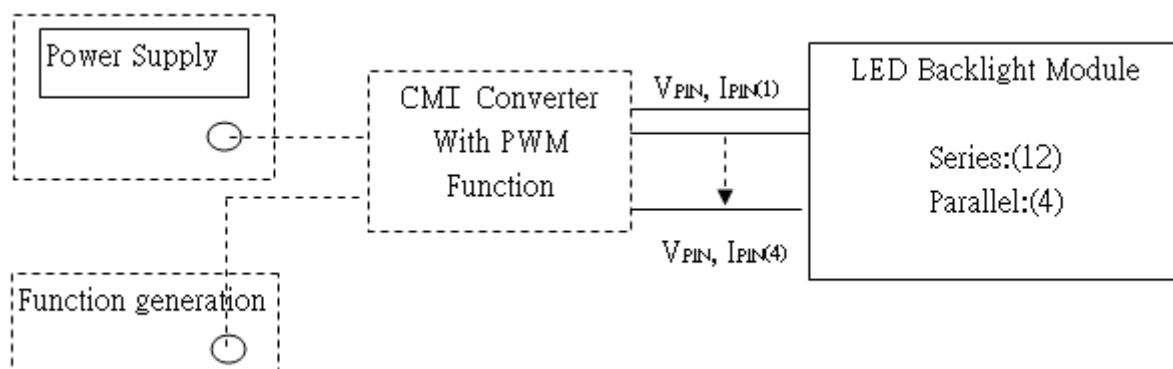 Power Supply
CMI Converter
With PWM
Function
VPIN, IPIN(1)
VPIN, IPIN(4)
LED Backlight Module
Series:(12)
Parallel:(4)
Function generation